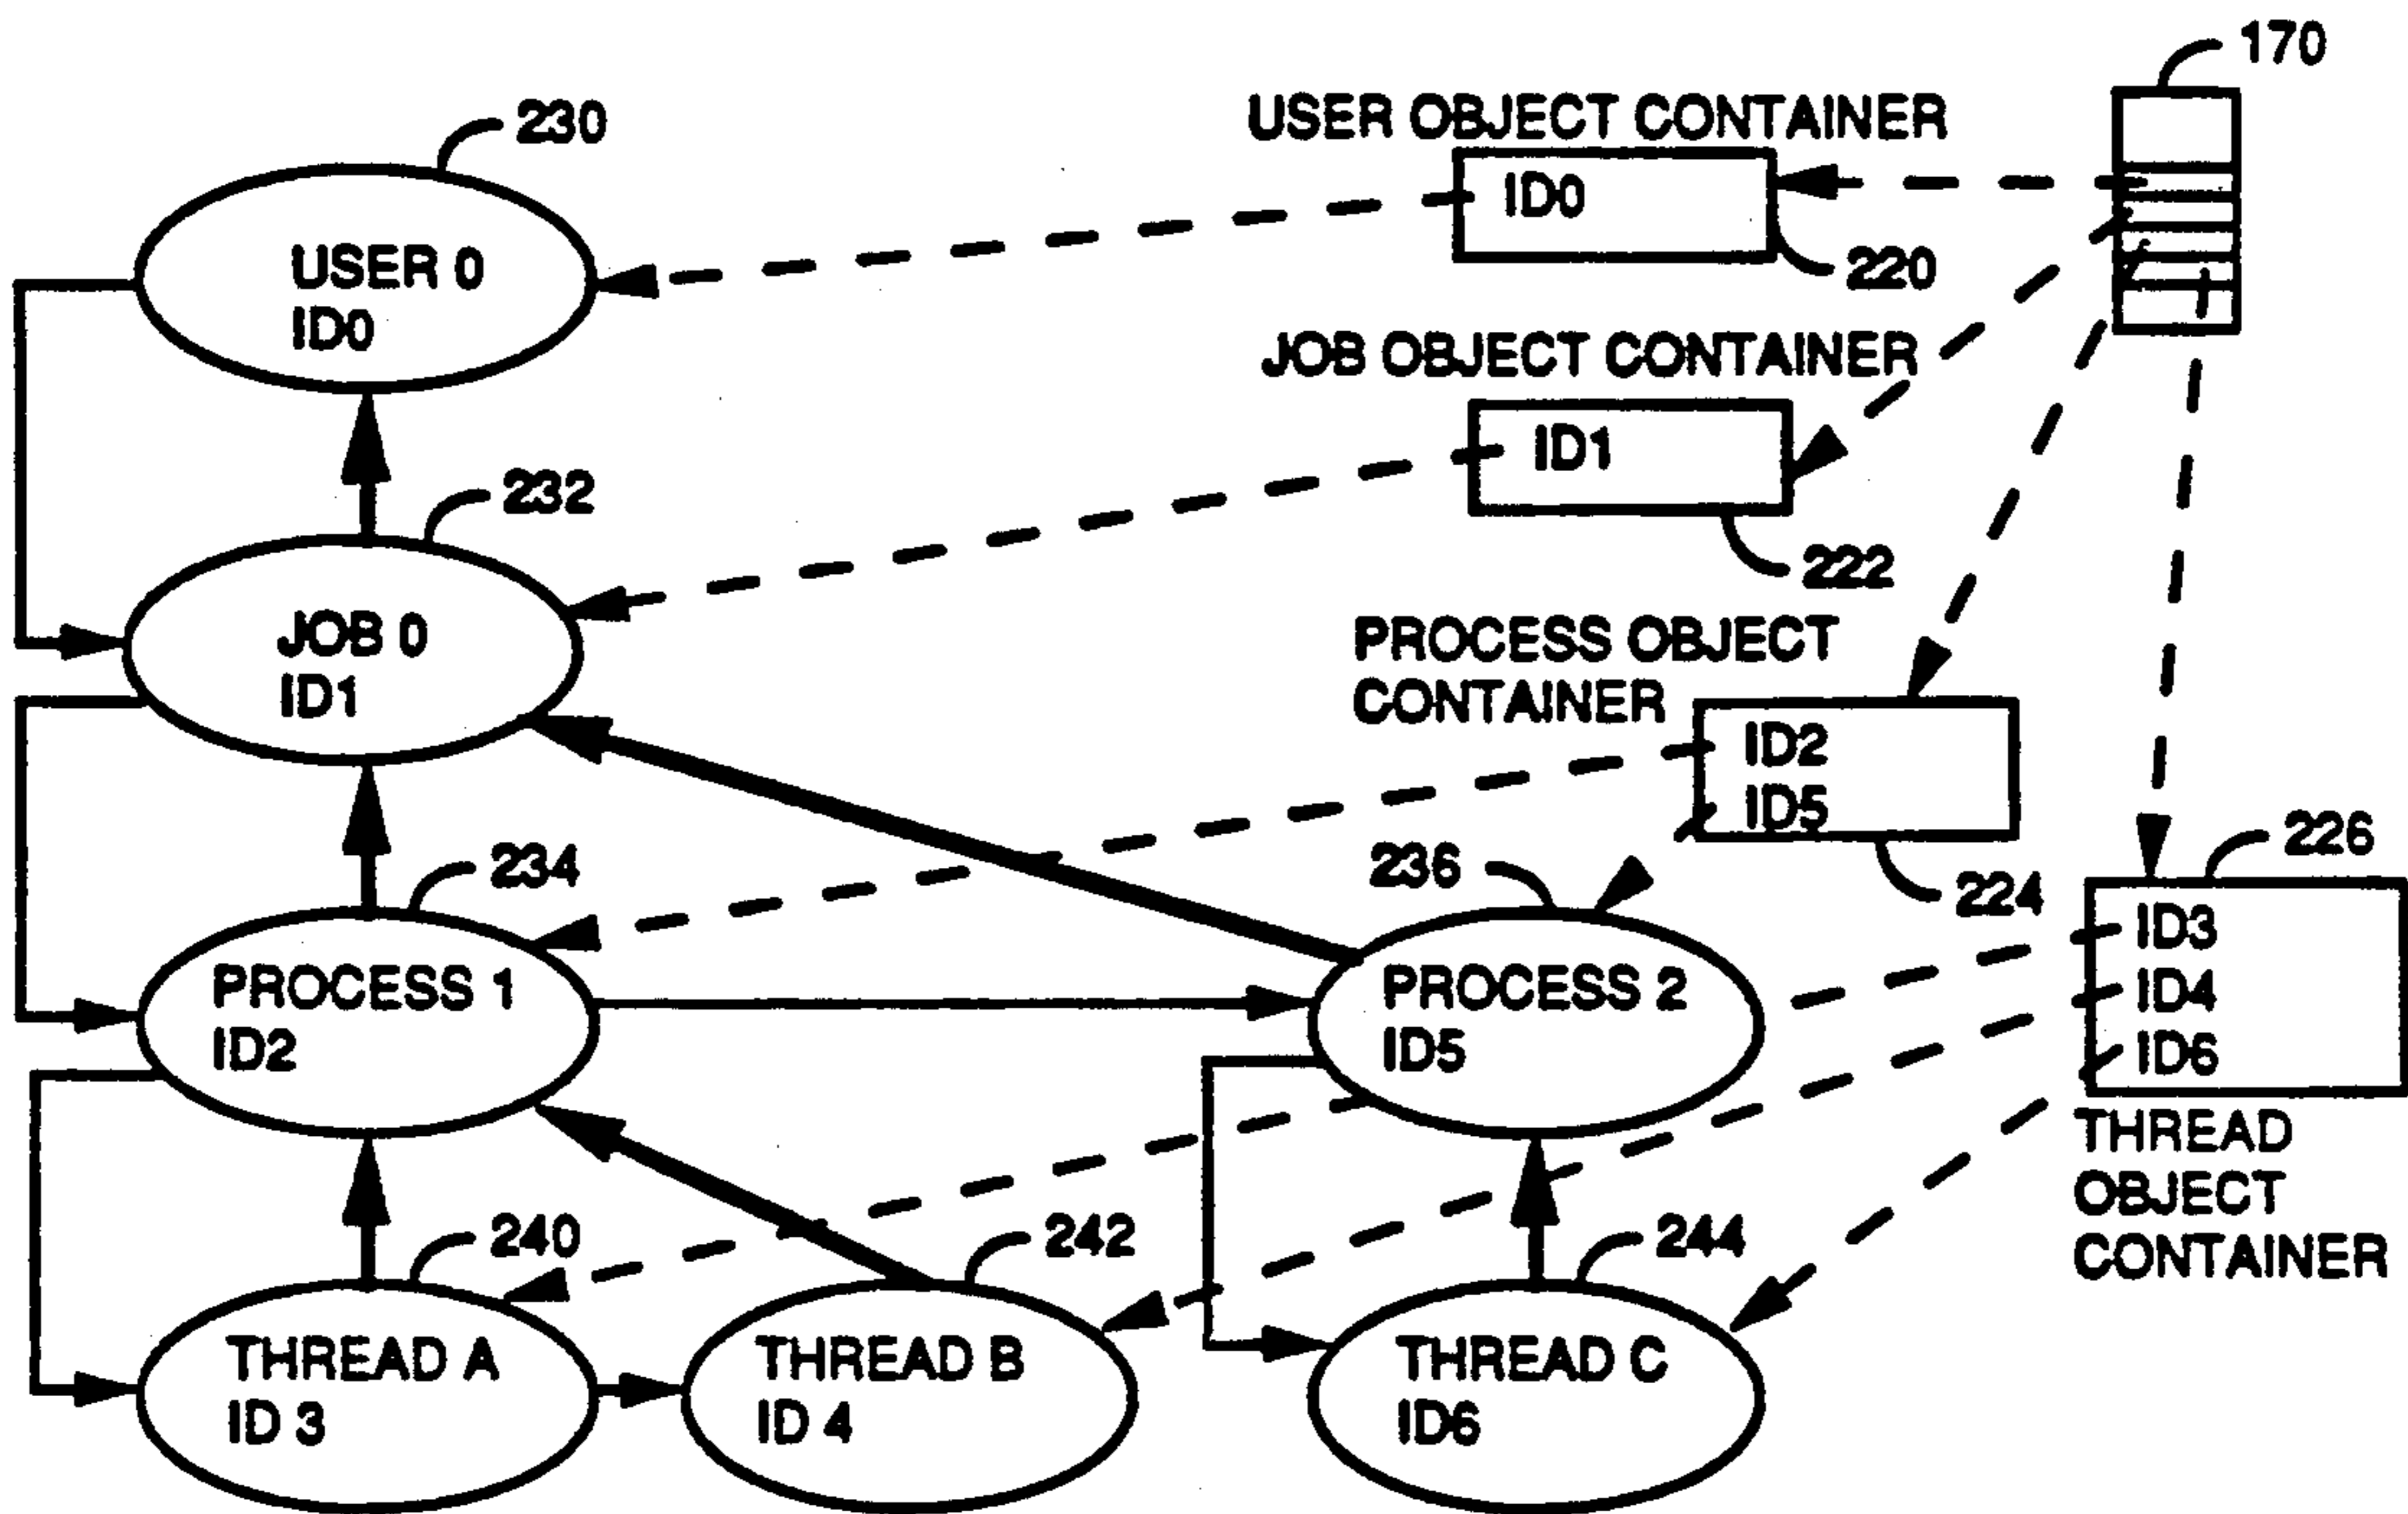 170
230
USER OBJECT CONTAINER
ID0
USER 0
ID0
220
JOB OBJECT CONTAINER
ID1
232
222
JOB 0
ID1
PROCESS OBJECT
CONTAINER
ID2
ID5
234
236
226
224
ID3
ID4
ID6
PROCESS 1
ID2
PROCESS 2
ID5
THREAD
OBJECT
CONTAINER
240
242
244
THREAD A
ID 3
THREAD B
ID 4
THREAD C
ID6